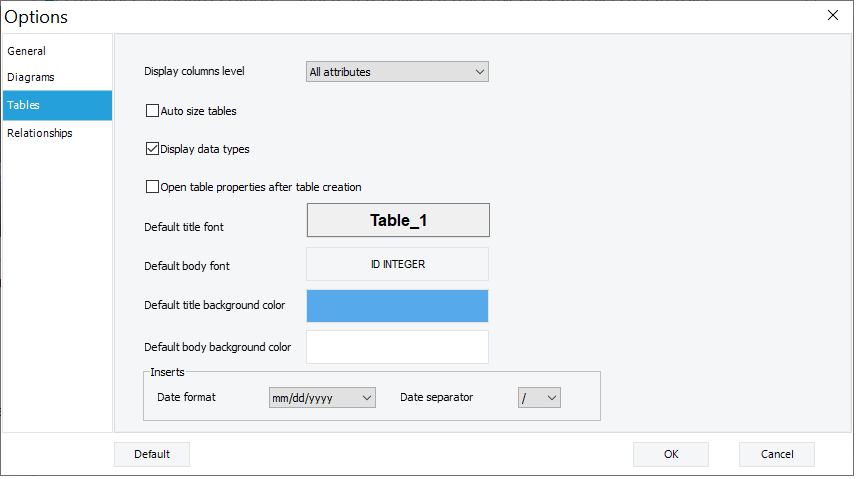 Options
General
Diagrams
Tables
Relationships
Display columns level All attributes
Auto size tables
Display data types
Open table properties after table creation
Default title font Table_1
Default body font ID INTEGER
Default title background color
Default body background color
Inserts
Date format mm/dd/yyyy Date separator /
Default OK Cancel